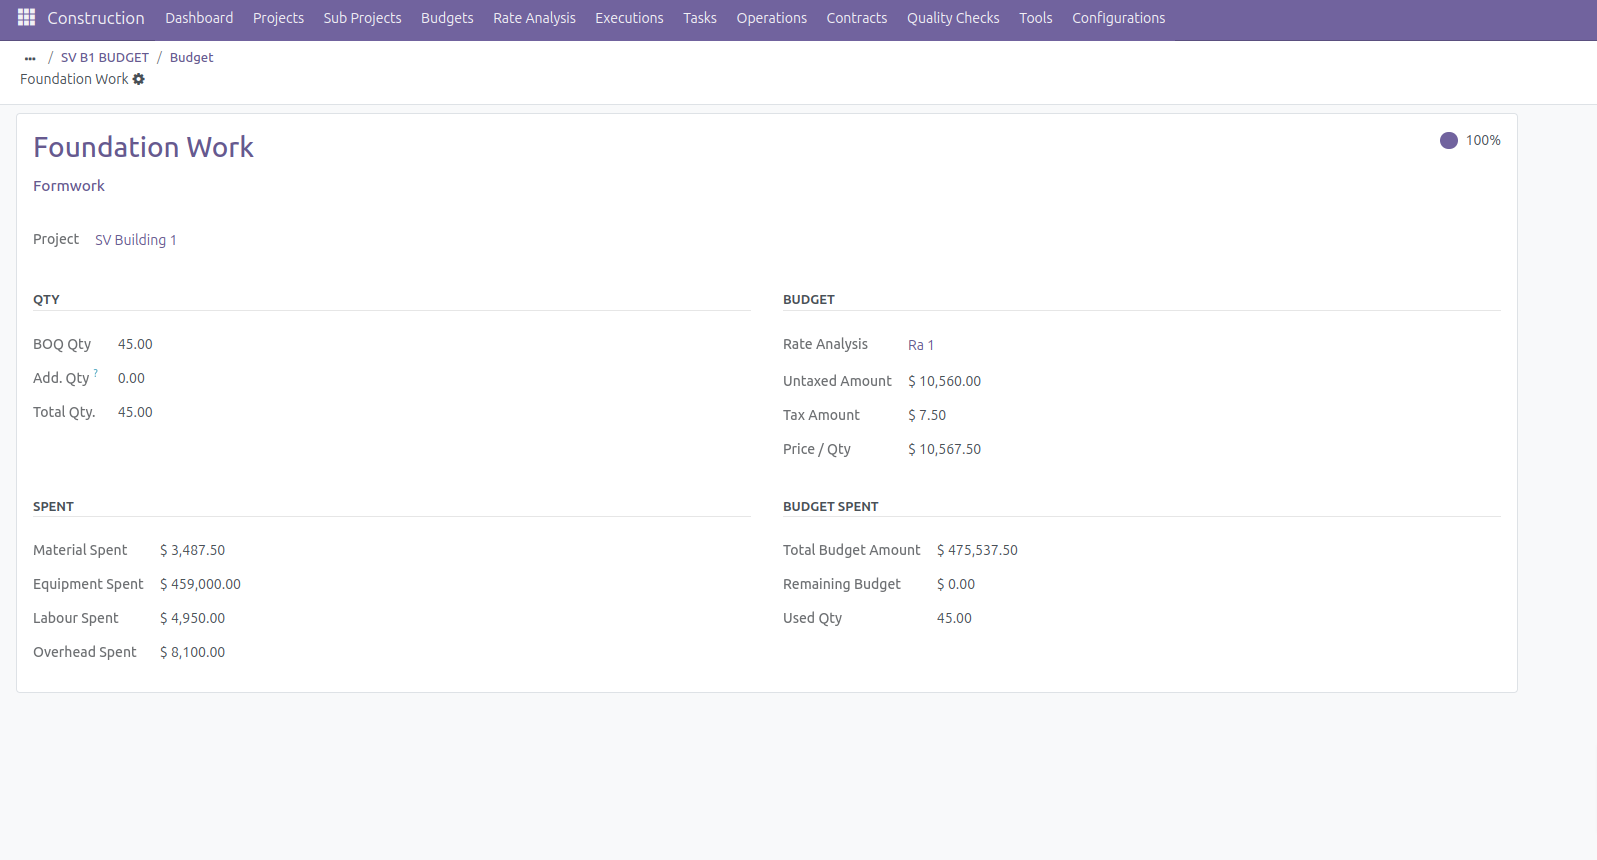 Construction Dashboard Projects Sub Projects Budgets Rate Analysis Executions Tasks Operations Contracts Quality Checks Tools Configurations
... / SV B1 BUDGET / Budget
Foundation Work
Foundation Work
100%
Formwork
Project SV Building 1
QTY
BOQ Qty 45.00
Add. Qty ? 0.00
Total Qty. 45.00
BUDGET
Rate Analysis Ra 1
Untaxed Amount $ 10,560.00
Tax Amount $ 7.50
Price / Qty $ 10,567.50
SPENT
Material Spent $ 3,487.50
Equipment Spent $ 459,000.00
Labour Spent $ 4,950.00
Overhead Spent $ 8,100.00
BUDGET SPENT
Total Budget Amount $ 475,537.50
Remaining Budget $ 0.00
Used Qty 45.00